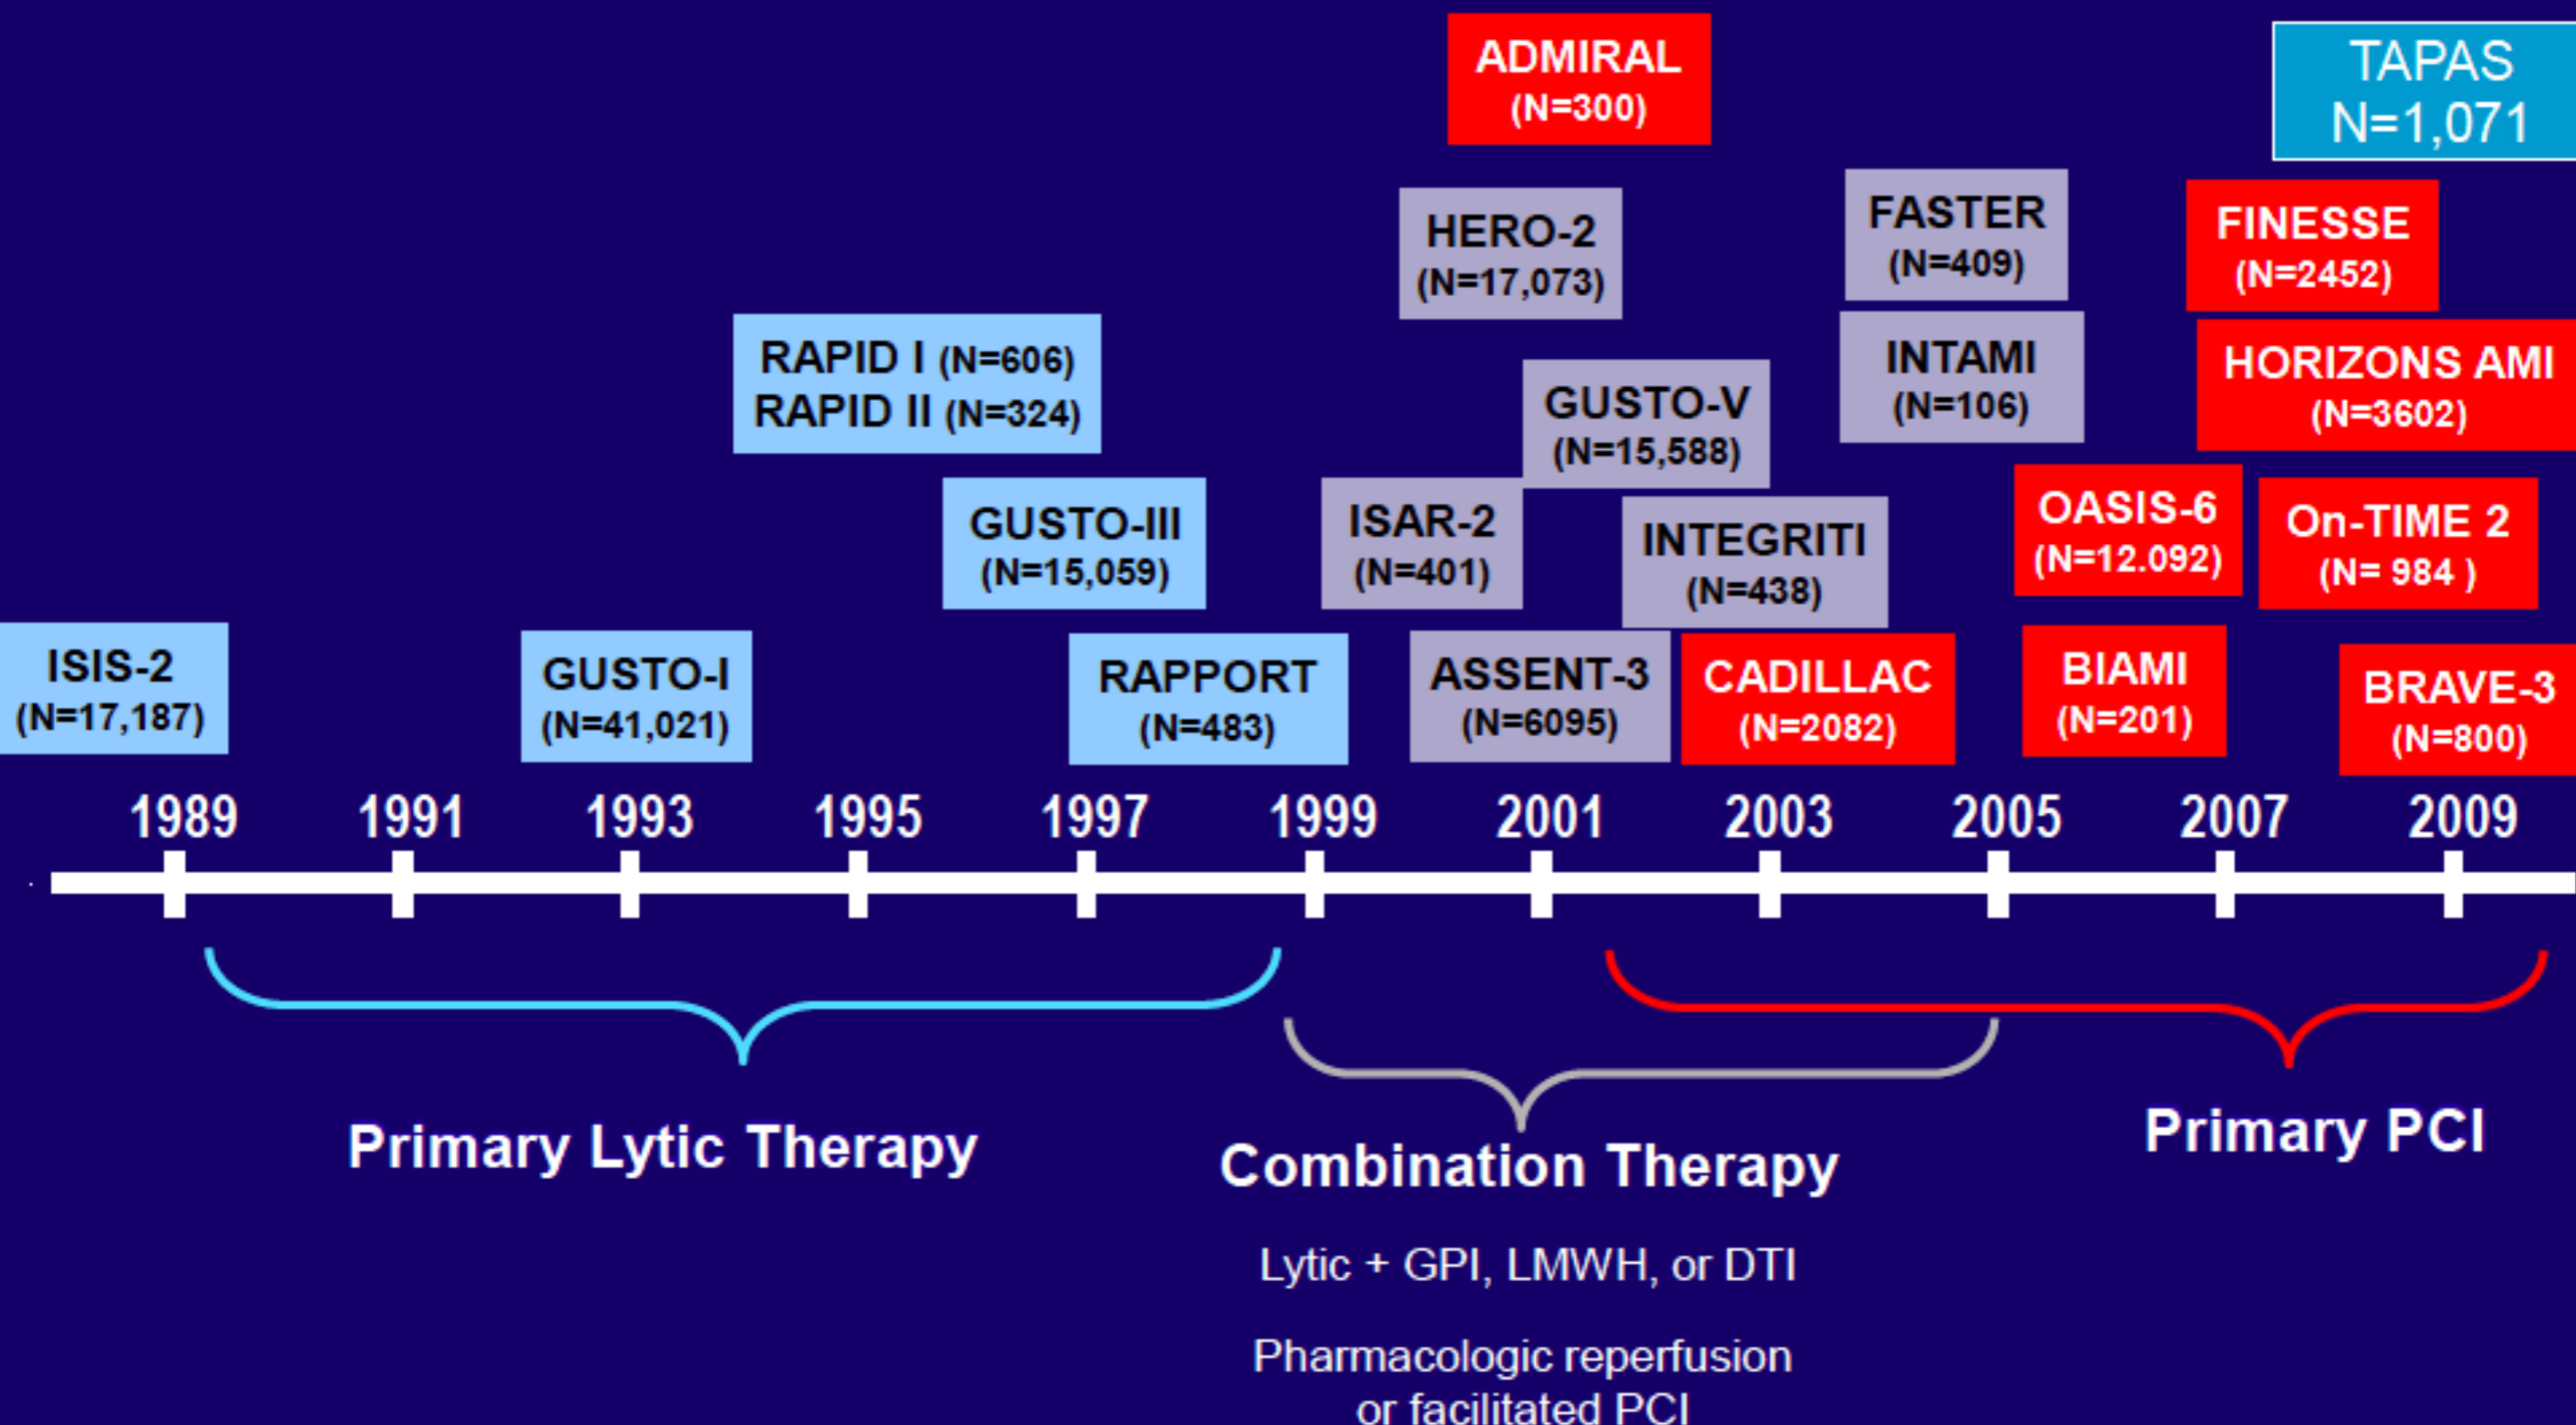 ADMIRAL
(N=300)
TAPAS
N=1,071
HERO-2
(N=17,073)
FASTER
(N=409)
FINESSE
(N=2452)
RAPID I (N=606)
RAPID II (N=324)
GUSTO-V
(N=15,588)
INTAMI
(N=106)
HORIZONS AMI
(N=3602)
GUSTO-III
(N=15,059)
ISAR-2
(N=401)
INTEGRITI
(N=438)
OASIS-6
(N=12.092)
On-TIME 2
(N= 984 )
ISIS-2
(N=17,187)
GUSTO-I
(N=41,021)
RAPPORT
(N=483)
ASSENT-3
(N=6095)
CADILLAC
(N=2082)
BIAMI
(N=201)
BRAVE-3
(N=800)
1989 1991 1993 1995 1997 1999 2001 2003 2005 2007 2009
Primary Lytic Therapy
Combination Therapy
Primary PCI
Lytic + GPI, LMWH, or DTI
Pharmacologic reperfusion
or facilitated PCI